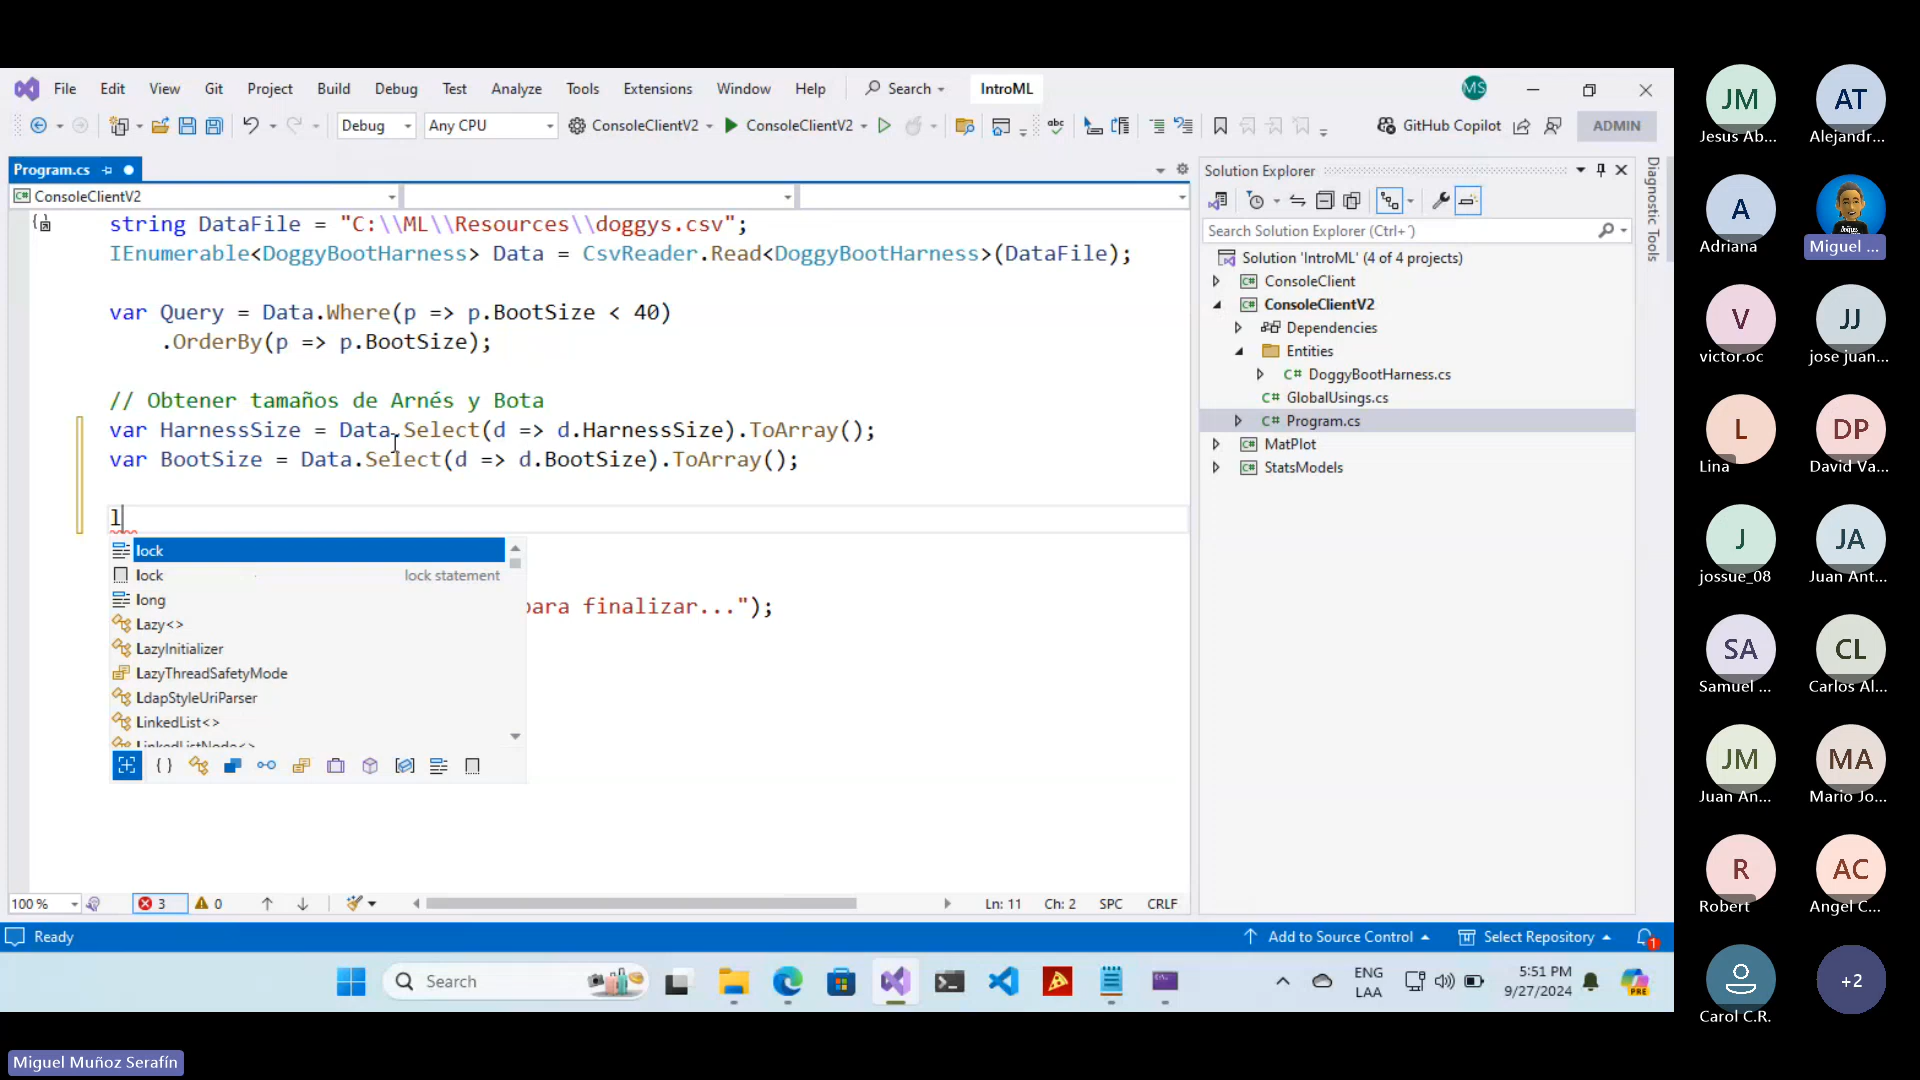 File Edit View Git Project Build Debug Test Analyze Tools Extensions Window Help Search IntroML MS
Debug Any CPU ConsoleClientV2 ConsoleClientV2 GitHub Copilot ADMIN
Program.cs
ConsoleClientV2
string DataFile = "C:\\ML\\Resources\\doggys.csv";
IEnumerable<DoggyBootHarness> Data = CsvReader.Read<DoggyBootHarness>(DataFile);
var Query = Data.Where(p => p.BootSize < 40)
.OrderBy(p => p.BootSize);
// Obtener tamaños de Arnés y Bota
var HarnessSize = Data.Select(d => d.HarnessSize).ToArray();
var BootSize = Data.Select(d => d.BootSize).ToArray();
l
lock
lock lock statement
long
Lazy<>
LazyInitializer
LazyThreadSafetyMode
LdapStyleUriParser
LinkedList<>
LinkedListNode<>
para finalizar...");
100 % 3 0 Ln: 11 Ch: 2 SPC CRLF
Solution Explorer
Search Solution Explorer (Ctrl+´)
Solution 'IntroML' (4 of 4 projects)
ConsoleClient
ConsoleClientV2
Dependencies
Entities
C# DoggyBootHarness.cs
C# GlobalUsings.cs
C# Program.cs
MatPlot
StatsModels
Diagnostic Tools
Ready Add to Source Control Select Repository 1
Search ENG LAA 5:51 PM 9/27/2024 PRE
JM
Jesus Ab...
AT
Alejandr...
A
Adriana
Miguel ...
V
victor.oc
JJ
jose juan...
L
Lina
DP
David Va...
J
jossue_08
JA
Juan Ant...
SA
Samuel ...
CL
Carlos Al...
JM
Juan An...
MA
Mario Jo...
R
Robert
AC
Angel C...
Carol C.R.
+2
Miguel Muñoz Serafín